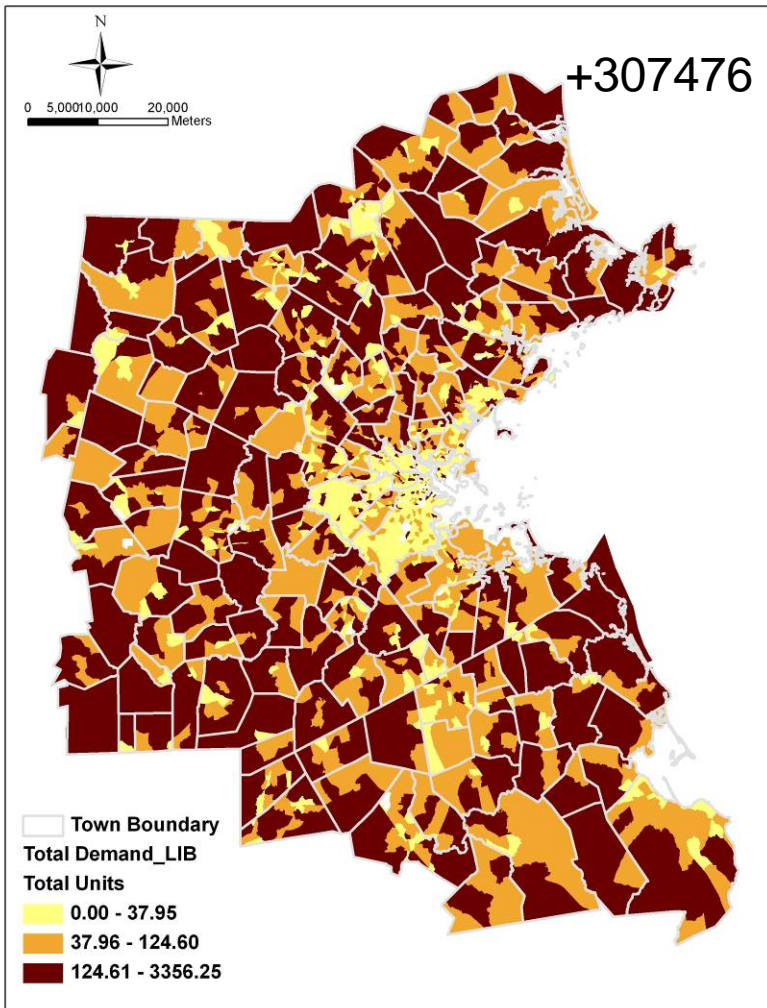 N
+307476
0 5,00010,000 20,000
Meters
Town Boundary
Total Demand_LIB
Total Units
0.00 - 37.95
37.96 - 124.60
124.61 - 3356.25